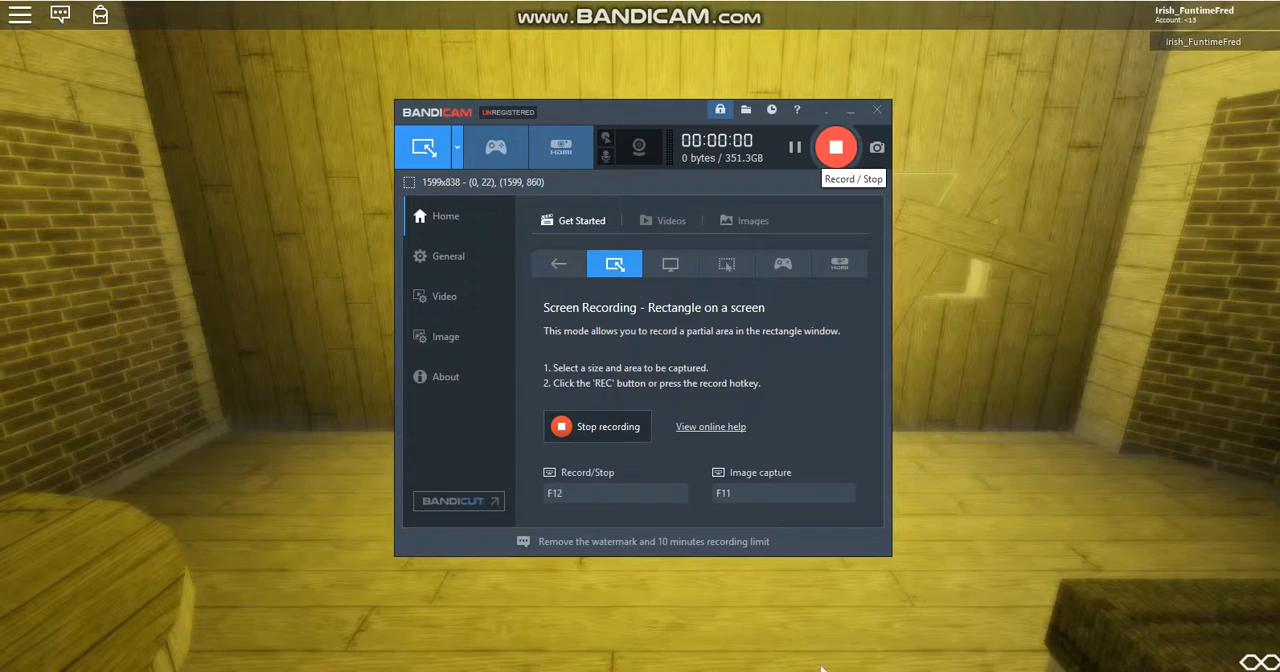 www.BANDICAM.com
Irish_FuntimeFred
Account: <13
Irish_FuntimeFred
BANDICAM UNREGISTERED
00:00:00
0 bytes / 351.3GB
HDMI
Record / Stop
1599x838 - (0, 22), (1599, 860)
Home
General
Video
Image
About
BANDICUT
Get Started
Videos
Images
HDMI
Screen Recording - Rectangle on a screen
This mode allows you to record a partial area in the rectangle window.
1. Select a size and area to be captured.
2. Click the 'REC' button or press the record hotkey.
Stop recording
View online help
Record/Stop
Image capture
F12
F11
Remove the watermark and 10 minutes recording limit